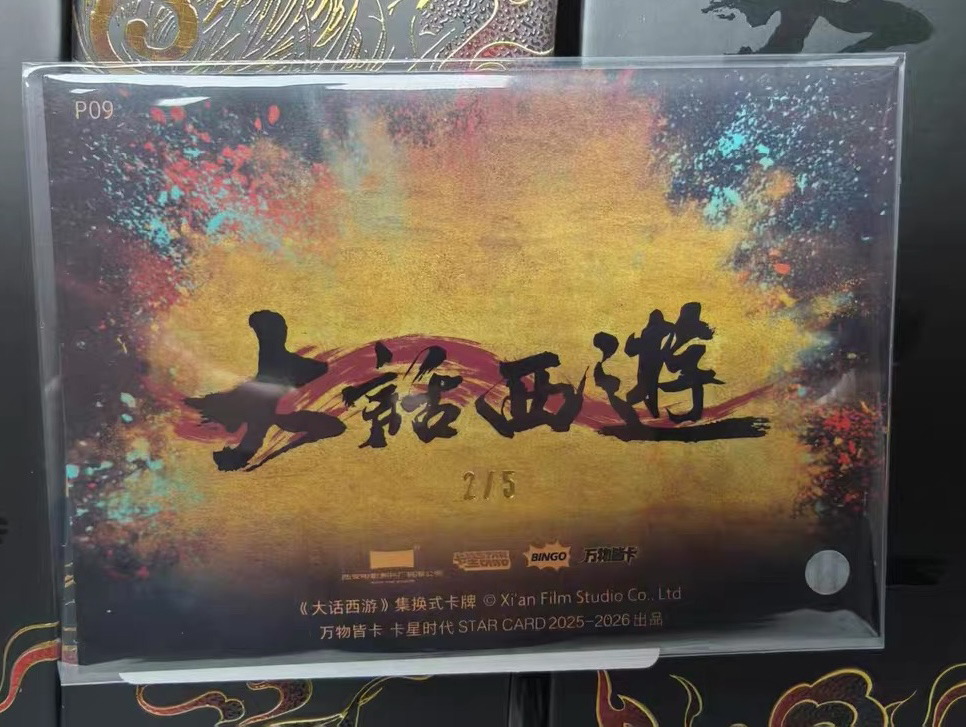 P09
大话西遊
2/5
BINGO 万物皆卡
《大话西游》集换式卡牌 © Xi'an Film Studio Co., Ltd
万物皆卡 卡星时代 STAR CARD 2025-2026 出品